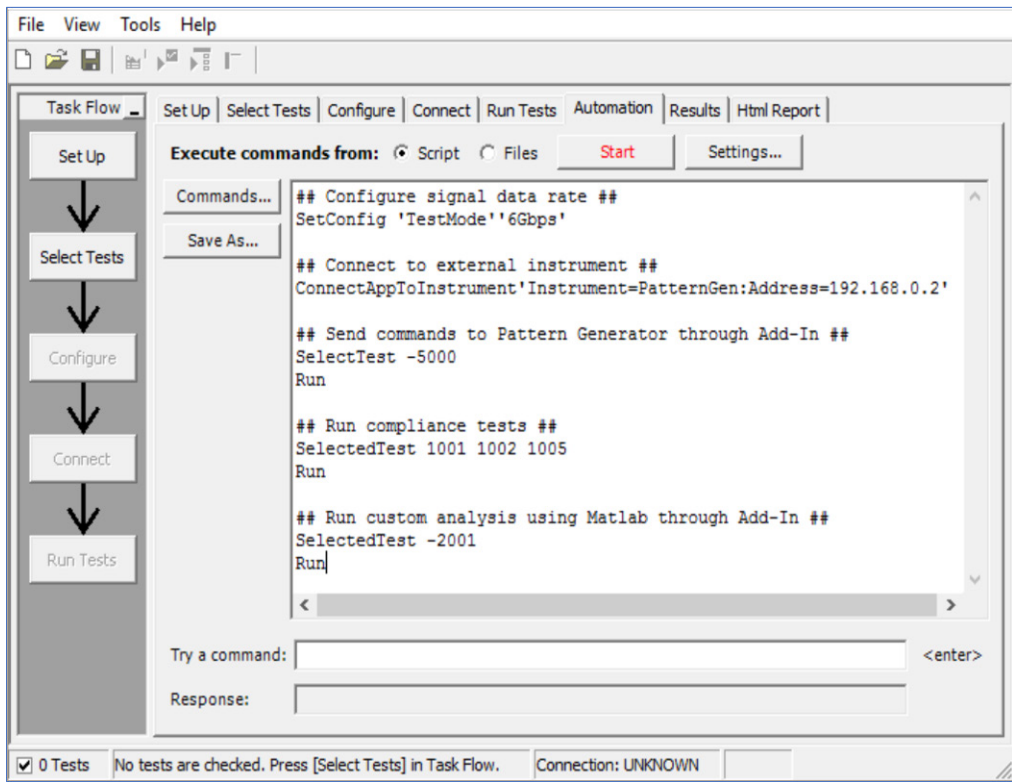 File View Tools Help
Task Flow
Set Up Select Tests Configure Connect Run Tests Automation Results Html Report
Set Up
Select Tests
Configure
Connect
Run Tests
Execute commands from: Script Files Start Settings...
Commands...
Save As...
## Configure signal data rate ##
SetConfig 'TestMode''6Gbps'
## Connect to external instrument ##
ConnectAppToInstrument'Instrument=PatternGen:Address=192.168.0.2'
## Send commands to Pattern Generator through Add-In ##
SelectTest -5000
Run
## Run compliance tests ##
SelectedTest 1001 1002 1005
Run
## Run custom analysis using Matlab through Add-In ##
SelectedTest -2001
Run
Try a command: <enter>
Response:
0 Tests No tests are checked. Press [Select Tests] in Task Flow. Connection: UNKNOWN